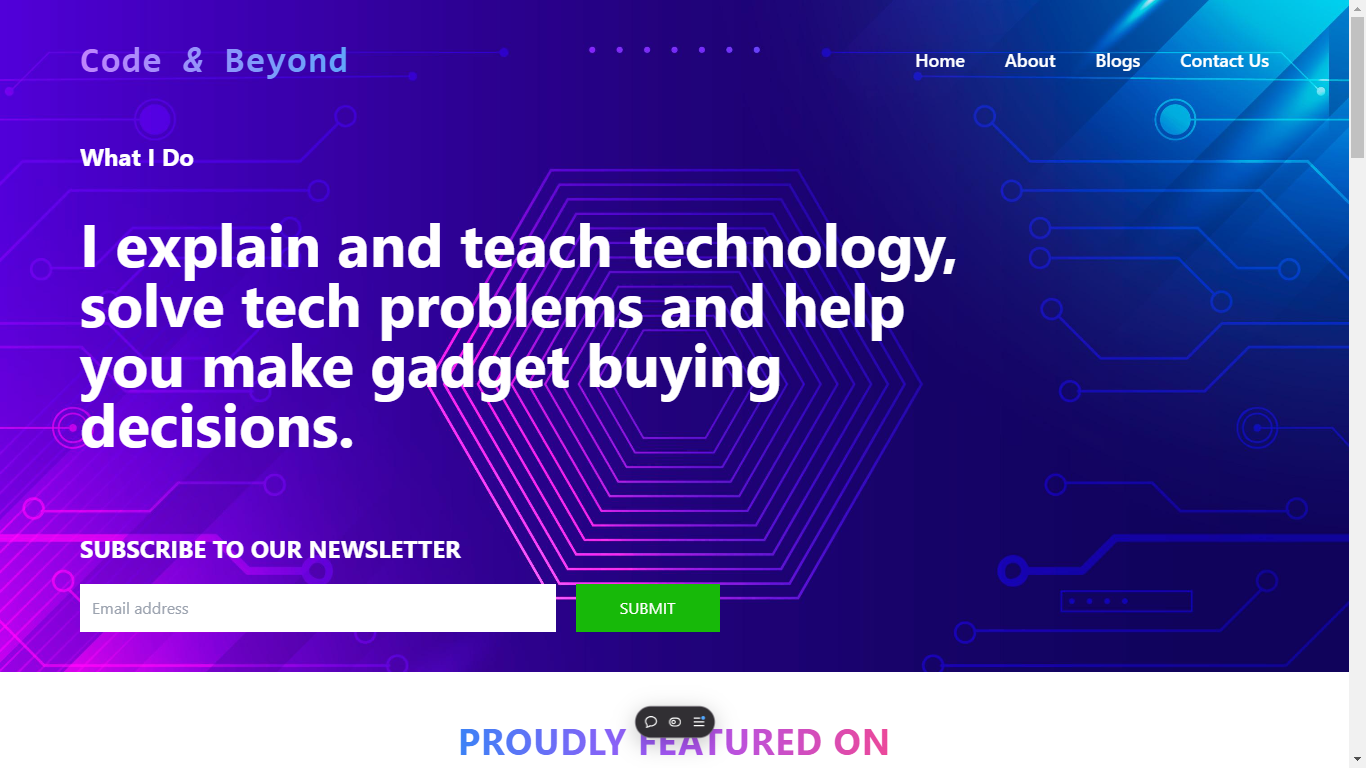 Code & Beyond
Home About Blogs Contact Us
What I Do
I explain and teach technology,
solve tech problems and help
you make gadget buying
decisions.
SUBSCRIBE TO OUR NEWSLETTER
Email address
SUBMIT
PROUDLY FEATURED ON